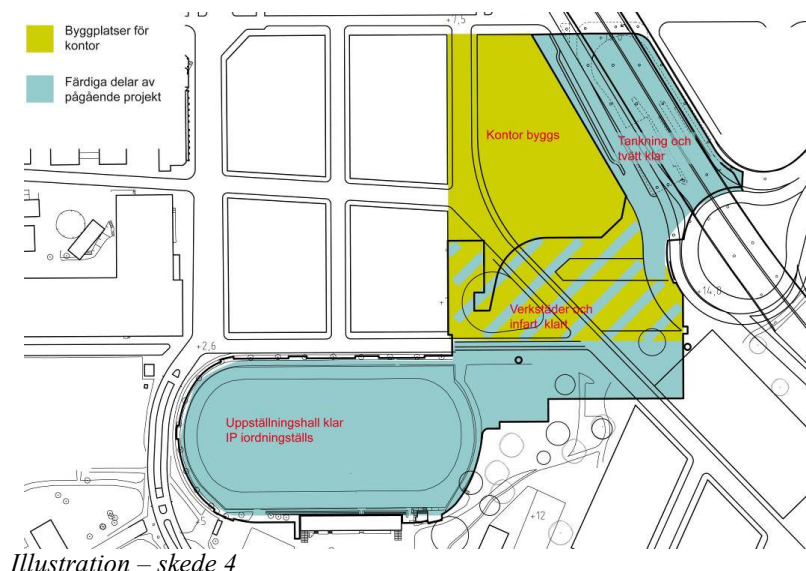 Byggplatser för
kontor
Färdiga delar av
pågående projekt
+7,5
Kontor byggs
Tankning och
tvätt klar
+14,8
Verkstäder och
infart klart
+2,6
Uppställningshall klar
IP iordningställs
+12
Illustration – skede 4